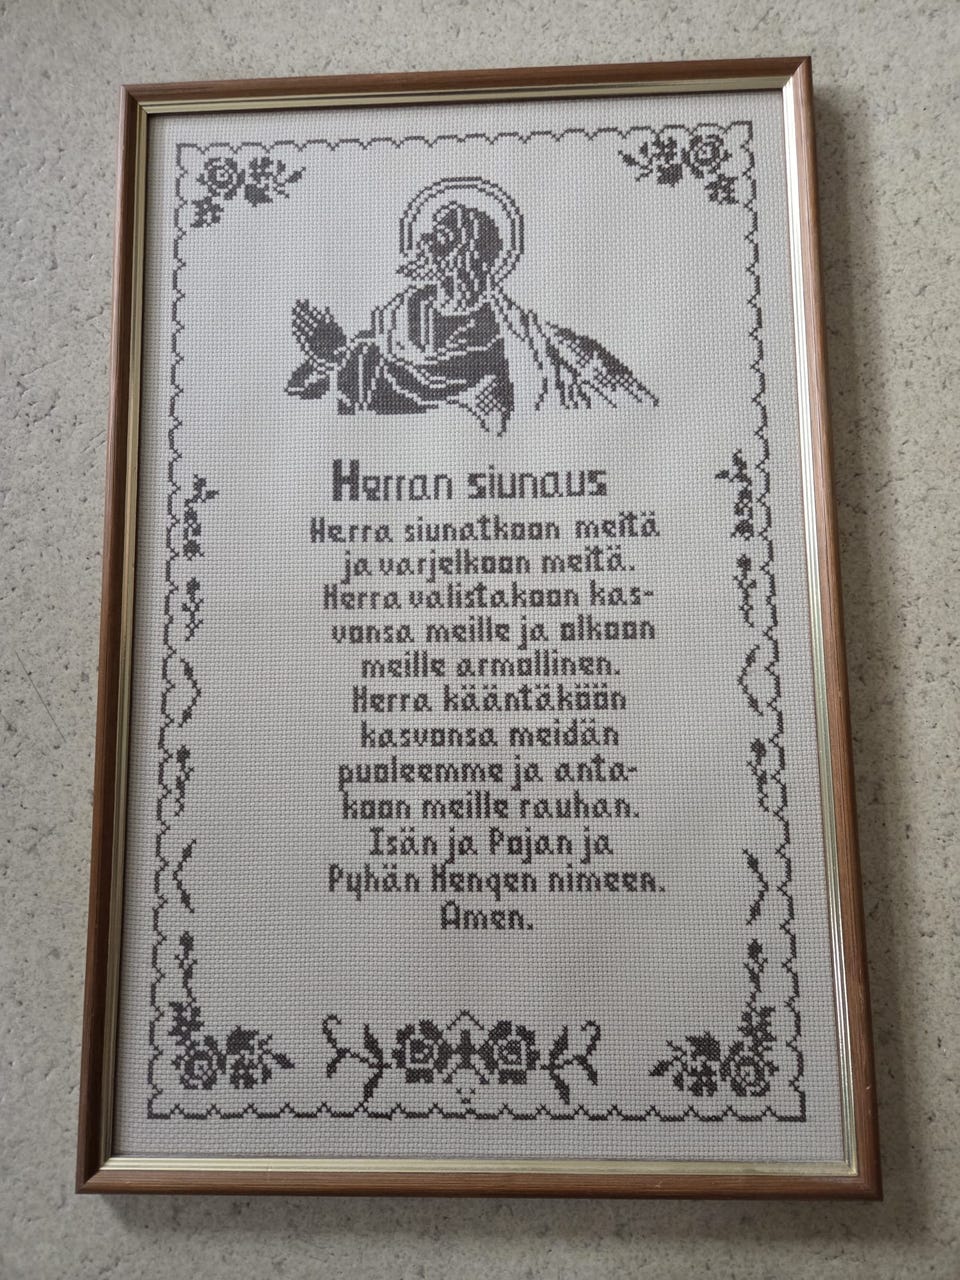 Herran siunaus
Herra siunatkoon meitä
ja varjelkoon meitä.
Herra valistakoon kas-
vonsa meille ja olkoon
meille armollinen.
Herra kääntäköön
kasvonsa meidän
puoleemme ja anta-
koon meille rauhan.
Isän ja Pojan ja
Pyhän Hengen nimeen.
Amen.